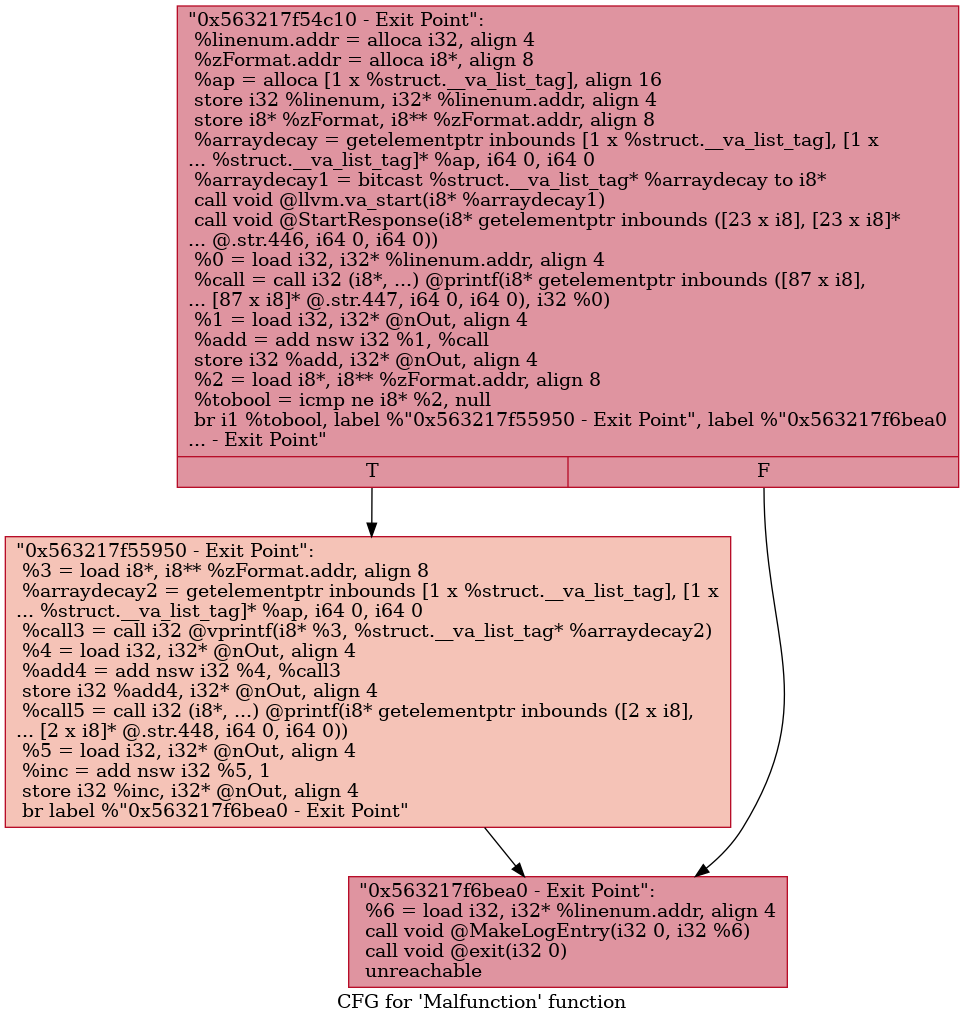 "0x563217f54c10 - Exit Point":
%linenum.addr = alloca i32, align 4
%zFormat.addr = alloca i8*, align 8
%ap = alloca [1 x %struct.__va_list_tag], align 16
store i32 %linenum, i32* %linenum.addr, align 4
store i8* %zFormat, i8** %zFormat.addr, align 8
%arraydecay = getelementptr inbounds [1 x %struct.__va_list_tag], [1 x
... %struct.__va_list_tag]* %ap, i64 0, i64 0
%arraydecay1 = bitcast %struct.__va_list_tag* %arraydecay to i8*
call void @llvm.va_start(i8* %arraydecay1)
call void @StartResponse(i8* getelementptr inbounds ([23 x i8], [23 x i8]*
... @.str.446, i64 0, i64 0))
%0 = load i32, i32* %linenum.addr, align 4
%call = call i32 (i8*, ...) @printf(i8* getelementptr inbounds ([87 x i8],
... [87 x i8]* @.str.447, i64 0, i64 0), i32 %0)
%1 = load i32, i32* @nOut, align 4
%add = add nsw i32 %1, %call
store i32 %add, i32* @nOut, align 4
%2 = load i8*, i8** %zFormat.addr, align 8
%tobool = icmp ne i8* %2, null
br i1 %tobool, label %"0x563217f55950 - Exit Point", label %"0x563217f6bea0
... - Exit Point"
T
F
"0x563217f55950 - Exit Point":
%3 = load i8*, i8** %zFormat.addr, align 8
%arraydecay2 = getelementptr inbounds [1 x %struct.__va_list_tag], [1 x
... %struct.__va_list_tag]* %ap, i64 0, i64 0
%call3 = call i32 @vprintf(i8* %3, %struct.__va_list_tag* %arraydecay2)
%4 = load i32, i32* @nOut, align 4
%add4 = add nsw i32 %4, %call3
store i32 %add4, i32* @nOut, align 4
%call5 = call i32 (i8*, ...) @printf(i8* getelementptr inbounds ([2 x i8],
... [2 x i8]* @.str.448, i64 0, i64 0))
%5 = load i32, i32* @nOut, align 4
%inc = add nsw i32 %5, 1
store i32 %inc, i32* @nOut, align 4
br label %"0x563217f6bea0 - Exit Point"
"0x563217f6bea0 - Exit Point":
%6 = load i32, i32* %linenum.addr, align 4
call void @MakeLogEntry(i32 0, i32 %6)
call void @exit(i32 0)
unreachable
CFG for 'Malfunction' function